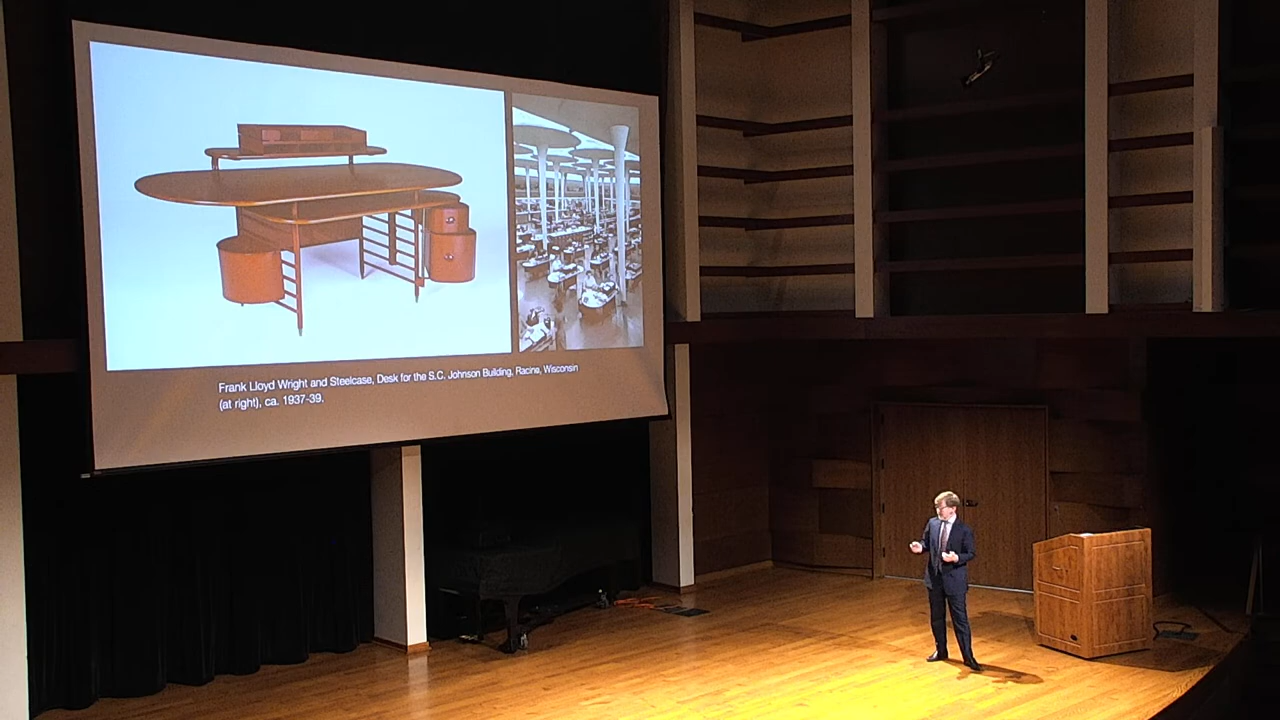 Frank Lloyd Wright and Steelcase, Desk for the S.C. Johnson Building, Racine, Wisconsin
(at right), ca. 1937-39.